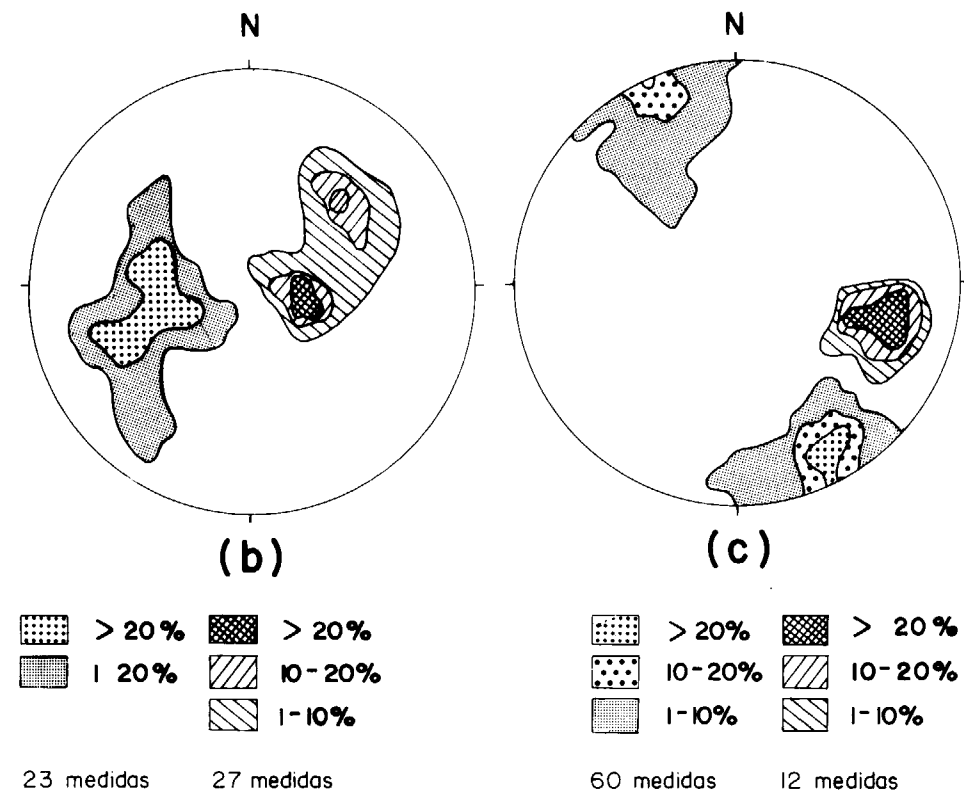 N
N
(b)
(c)
> 20% > 20%
1 20% 10-20%
1-10%
23 medidas 27 medidas
>20% > 20%
10-20% 10-20%
1-10% 1-10%
60 medidas 12 medidas